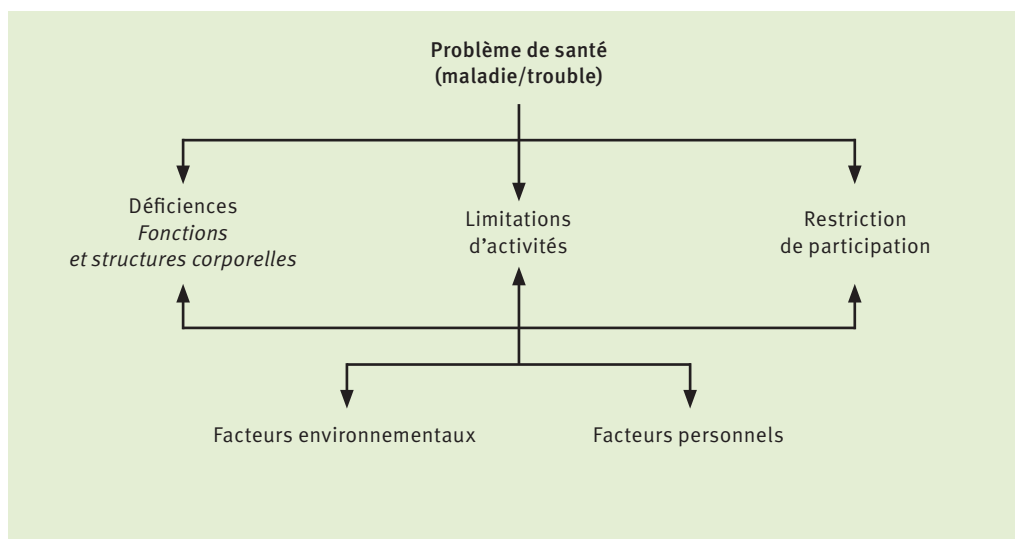 Problème de santé
(maladie/trouble)
Déficiences
Fonctions
et structures corporelles
Limitations
d'activités
Restriction
de participation
Facteurs environnementaux
Facteurs personnels